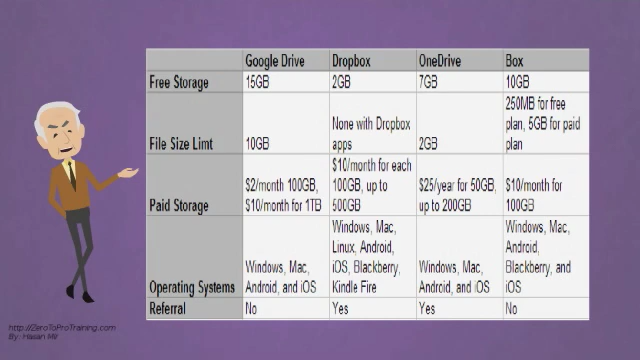 Google Drive Dropbox OneDrive Box
Free Storage 15GB 2GB 7GB 10GB
File Size Limt 10GB None with Dropbox apps 2GB 250MB for free plan, 5GB for paid plan
Paid Storage $2/month 100GB, $10/month for 1TB $10/month for each 100GB, up to 500GB $25/year for 50GB, up to 200GB $10/month for 100GB
Operating Systems Windows, Mac, Android, and iOS Windows, Mac, Linux, Android, iOS, Blackberry, Kindle Fire Windows, Mac, Android, and iOS Windows, Mac, Android, Blackberry, and iOS
Referral No Yes Yes No
http://ZeroToProTraining.com
By: Hasan